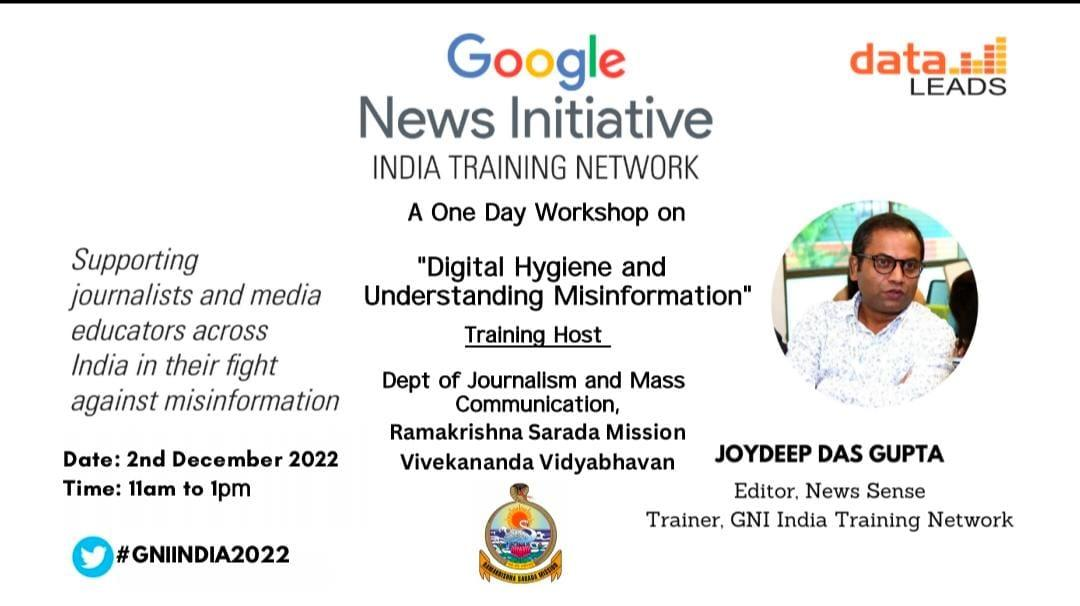 Google
News Initiative
INDIA TRAINING NETWORK
data
LEADS
A One Day Workshop on
"Digital Hygiene and
Understanding Misinformation"
Training Host
Dept of Journalism and Mass
Communication,
Ramakrishna Sarada Mission
Vivekananda Vidyabhavan
Supporting
journalists and media
educators across
India in their fight
against misinformation
Date: 2nd December 2022
Time: 11am to 1pm
#GNIINDIA2022
JOYDEEP DAS GUPTA
Editor, News Sense
Trainer, GNI India Training Network
RAMAKRISHNA SARADA MISSION